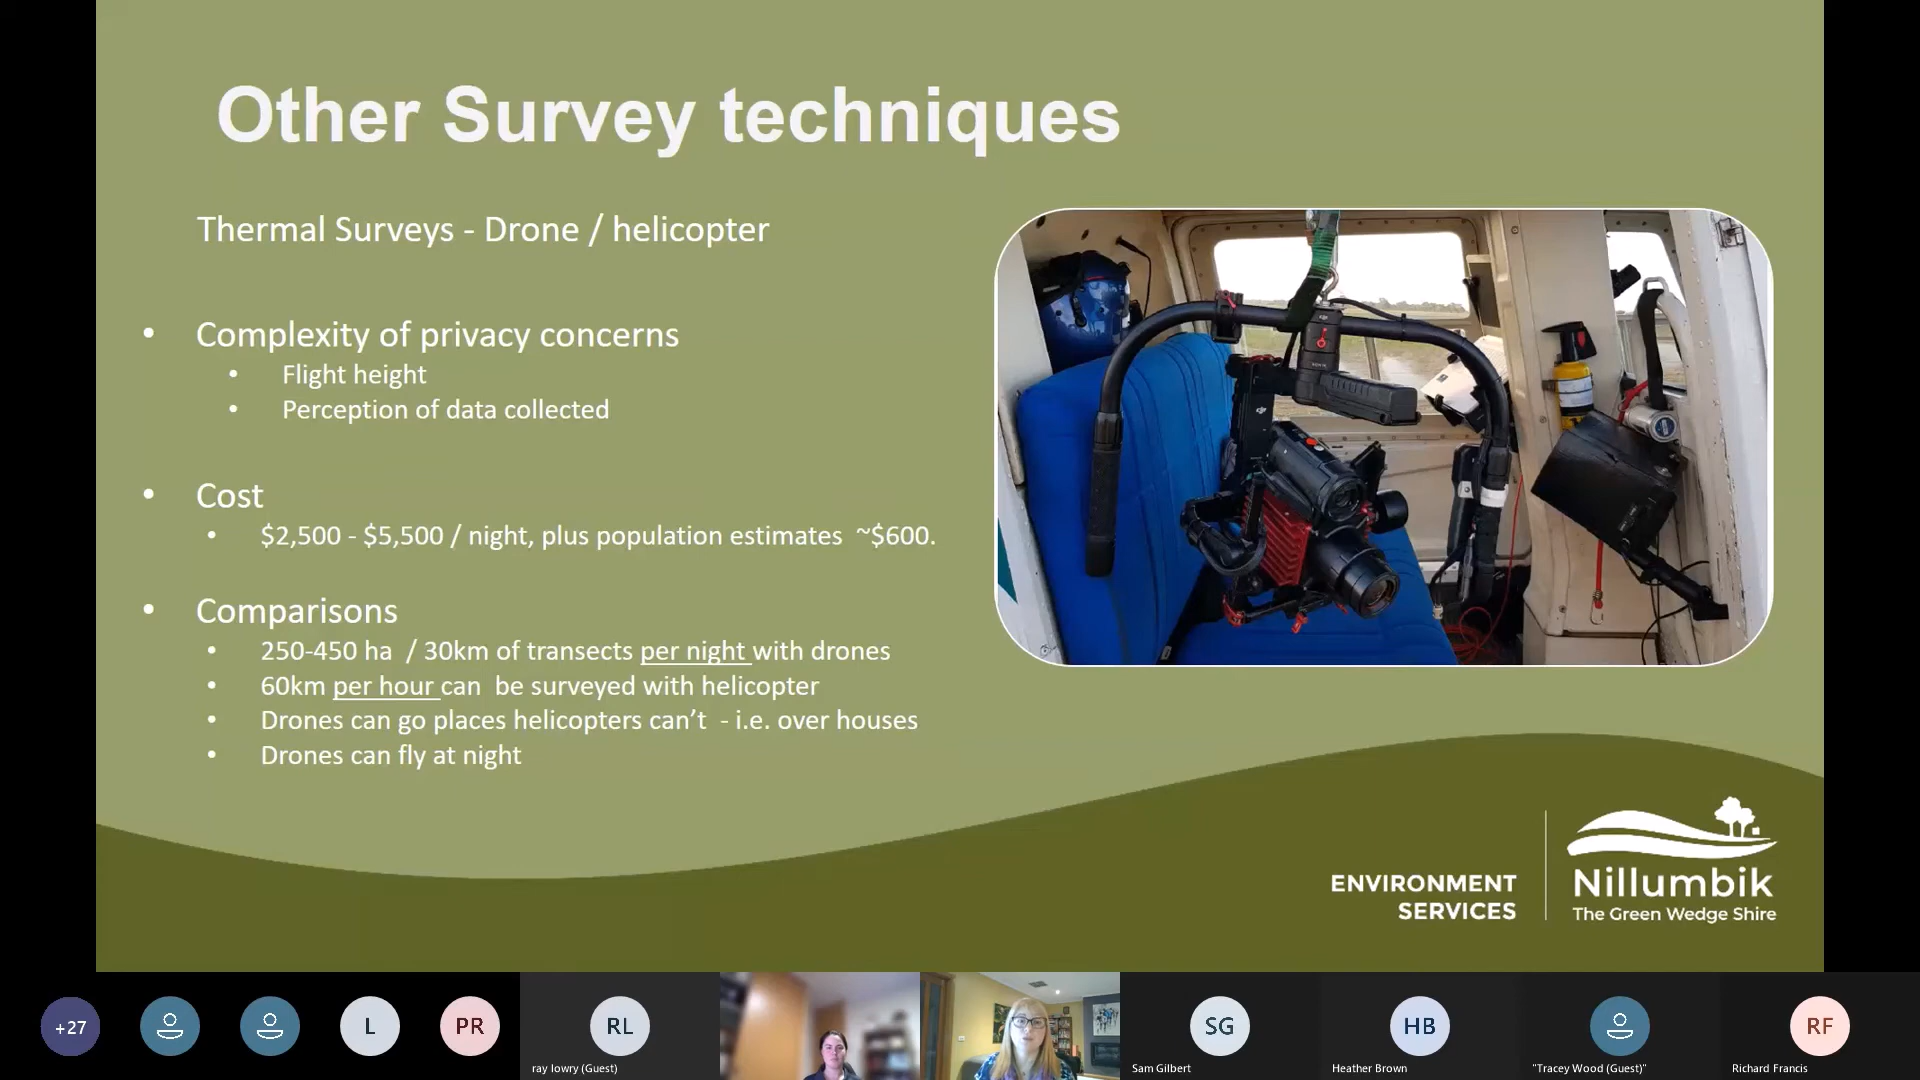 Other Survey techniques
Thermal Surveys - Drone / helicopter
• Complexity of privacy concerns
• Flight height
• Perception of data collected
• Cost
• $2,500 - $5,500 / night, plus population estimates ~$600.
• Comparisons
• 250-450 ha / 30km of transects per night with drones
• 60km per hour can be surveyed with helicopter
• Drones can go places helicopters can’t - i.e. over houses
• Drones can fly at night
ENVIRONMENT
SERVICES
Nillumbik
The Green Wedge Shire
+27
L
PR
RL
SG
HB
RF
ray lowry (Guest)
Sam Gilbert
Heather Brown
"Tracey Wood (Guest)"
Richard Francis